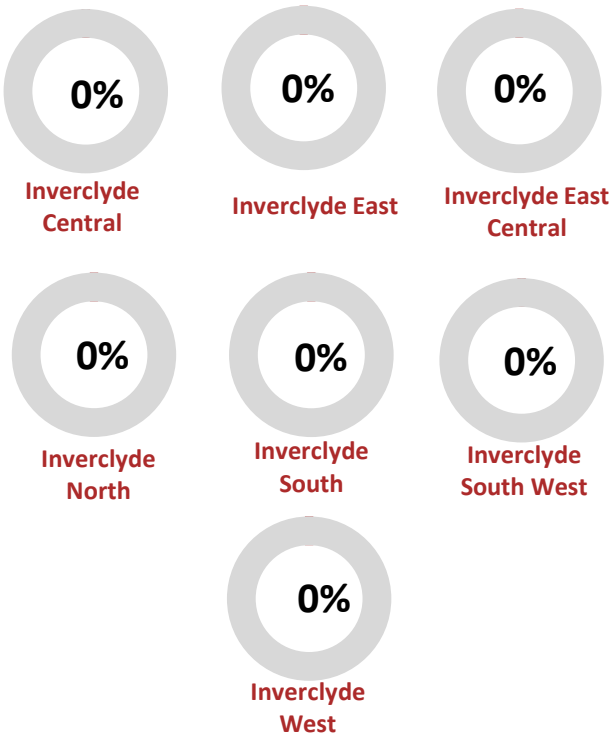 0%
Inverclyde
Central
0%
Inverclyde East
0%
Inverclyde East
Central
0%
Inverclyde
North
0%
Inverclyde
South
0%
Inverclyde
South West
0%
Inverclyde
West